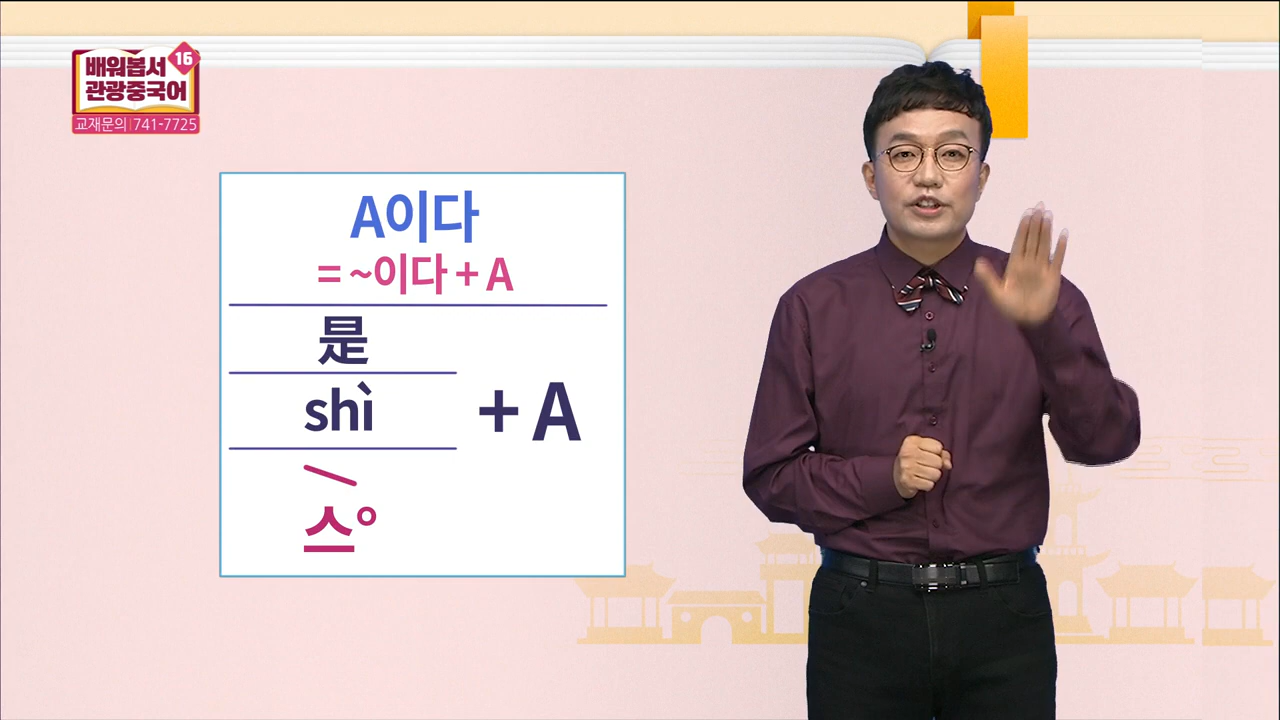 배워봅서 16
관광중국어
교재문의 | 741-7725
A이다
= ~이다 + A
是
shì
+ A
스°